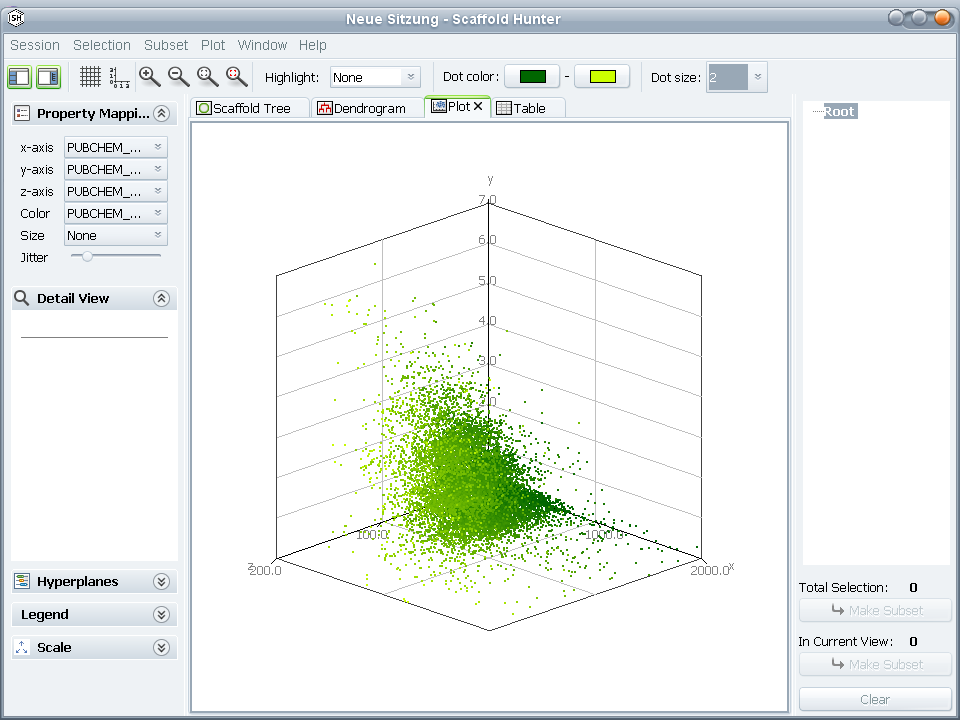 Neue Sitzung - Scaffold Hunter
Session Selection Subset Plot Window Help
Highlight: None Dot color: - Dot size: 2
Property Mappi...
x-axis PUBCHEM_...
y-axis PUBCHEM_...
z-axis PUBCHEM_...
Color PUBCHEM_...
Size None
Jitter
Detail View
Hyperplanes
Legend
Scale
Scaffold Tree Dendrogram Plot Table
y
7.0
6.0
5.0
4.0
3.0
2.0
100.0 1000.0
z 200.0 2000.0 x
Root
Total Selection: 0
Make Subset
In Current View: 0
Make Subset
Clear